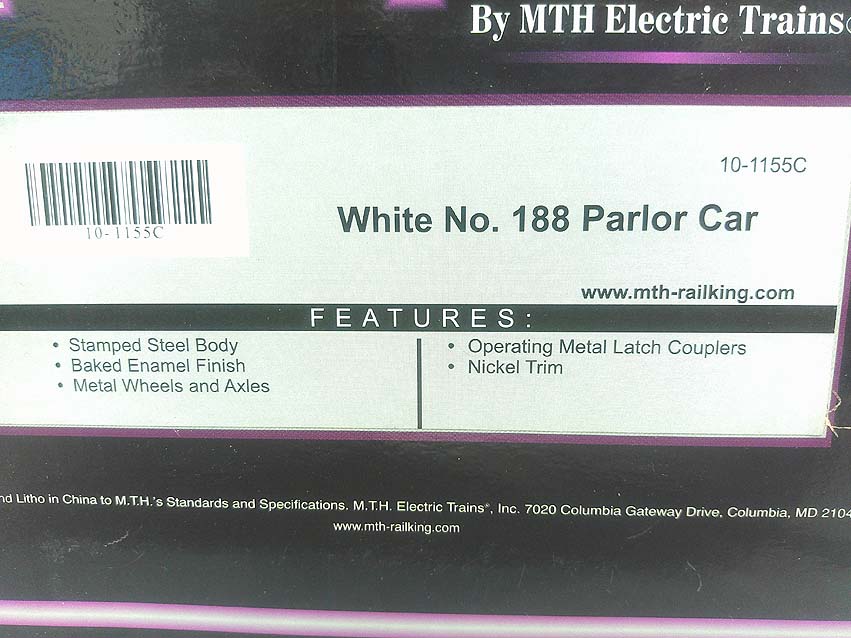 By MTH Electric Trains
10-1155C
10-1155C
White No. 188 Parlor Car
www.mth-railking.com
FEATURES:
• Stamped Steel Body
• Baked Enamel Finish
• Metal Wheels and Axles
• Operating Metal Latch Couplers
• Nickel Trim
Litho in China to M.T.H.'s Standards and Specifications. M.T.H. Electric Trains®, Inc. 7020 Columbia Gateway Drive, Columbia, MD 2104
www.mth-railking.com